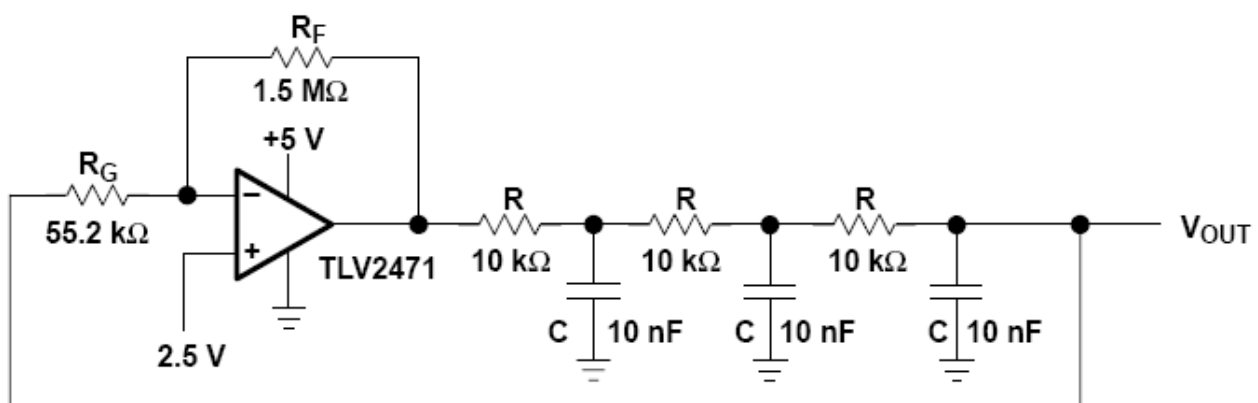 R_F
1.5 MΩ
+5 V
R_G
55.2 kΩ
−
+
TLV2471
2.5 V
R
10 kΩ
R
10 kΩ
R
10 kΩ
V_OUT
C 10 nF
C 10 nF
C 10 nF